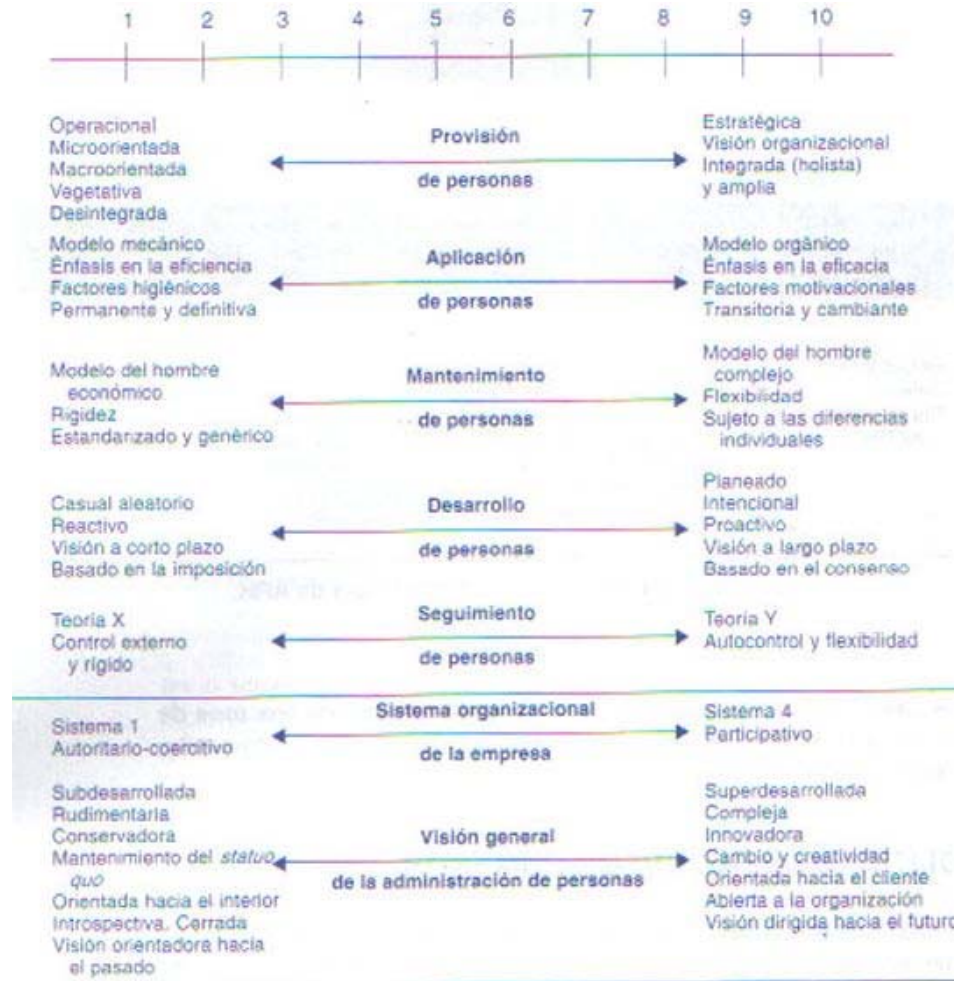 1 2 3 4 5 6 7 8 9 10
Operacional
Microorientada
Macroorientada
Vegetativa
Desintegrada
Provisión
de personas
Estratégica
Visión organizacional
Integrada (holista)
y amplia
Modelo mecánico
Énfasis en la eficiencia
Factores higiénicos
Permanente y definitiva
Aplicación
de personas
Modelo orgánico
Énfasis en la eficacia
Factores motivacionales
Transitoria y cambiante
Modelo del hombre
económico
Rigidez
Estandarizado y genérico
Mantenimiento
de personas
Modelo del hombre
complejo
Flexibilidad
Sujeto a las diferencias
individuales
Casual aleatorio
Reactivo
Visión a corto plazo
Basado en la imposición
Desarrollo
de personas
Planeado
Intencional
Proactivo
Visión a largo plazo
Basado en el consenso
Teoría X
Control externo
y rígido
Seguimiento
de personas
Teoría Y
Autocontrol y flexibilidad
Sistema 1
Autoritario-coercitivo
Sistema organizacional
de la empresa
Sistema 4
Participativo
Subdesarrollada
Rudimentaria
Conservadora
Mantenimiento del statuo
quo
Orientada hacia el interior
Introspectiva. Cerrada
Visión orientadora hacia
el pasado
Visión general
de la administración de personas
Superdesarrollada
Compleja
Innovadora
Cambio y creatividad
Orientada hacia el cliente
Abierta a la organización
Visión dirigida hacia el futuro